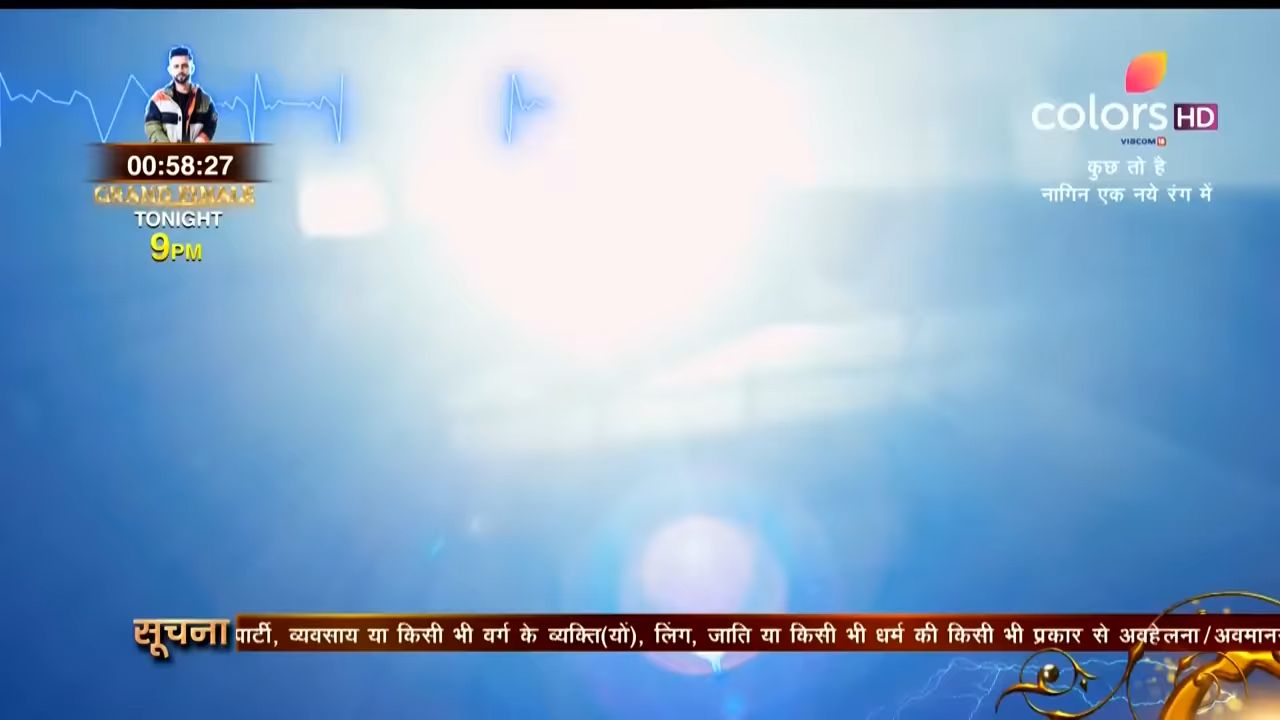 00:58:27
GRAND FINALE
TONIGHT
9PM
colors HD
VIACOM18
कुछ तो है
नागिन एक नये रंग में
सूचना
पार्टी, व्यवसाय या किसी भी वर्ग के व्यक्ति(यों), लिंग, जाति या किसी भी धर्म की किसी भी प्रकार से अवहेलना/अवमान